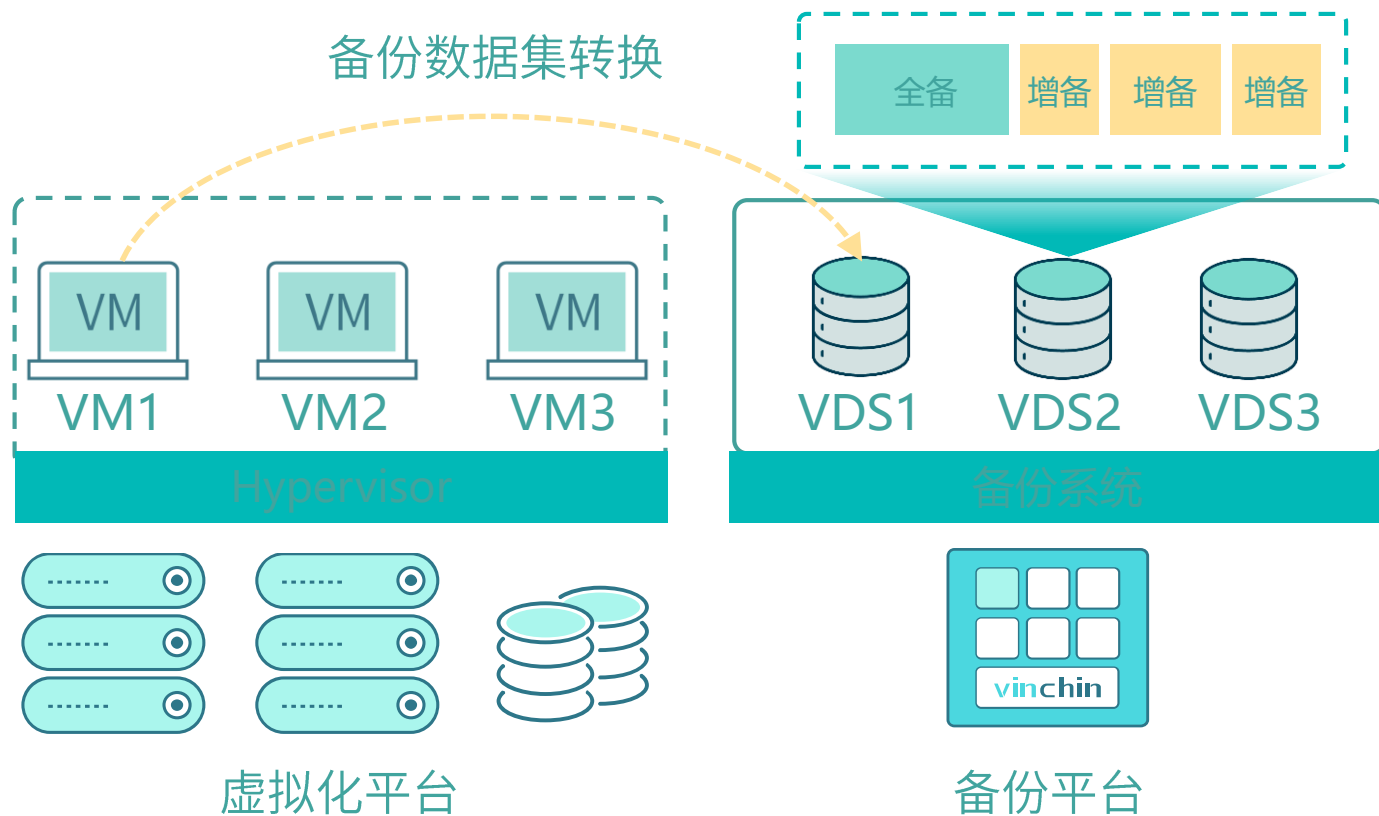 备份数据集转换
全备 增备 增备 增备
VM VM VM
VM1 VM2 VM3
VDS1 VDS2 VDS3
Hypervisor
备份系统
vinchin
虚拟化平台
备份平台